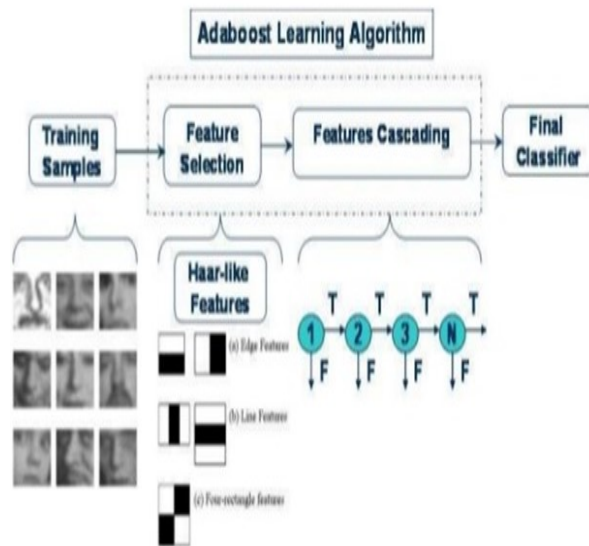 Adaboost Learning Algorithm
Training
Samples
Feature
Selection
Features Cascading
Final
Classifier
Haar-like
Features
(a) Edge Features
(b) Line Features
(c) Four-rectangle features
T T T T
1 2 3 N
F F F F